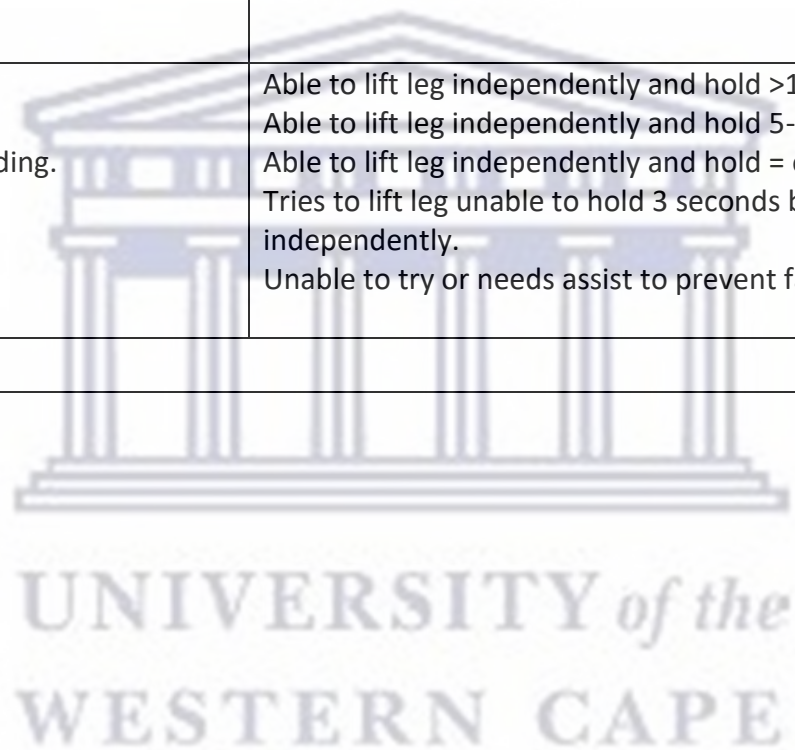 Able to lift leg independently and hold >1
Able to lift leg independently and hold 5-
ding.
Able to lift leg independently and hold =
Tries to lift leg unable to hold 3 seconds b
independently.
Unable to try or needs assist to prevent f
UNIVERSITY of the
WESTERN CAPE